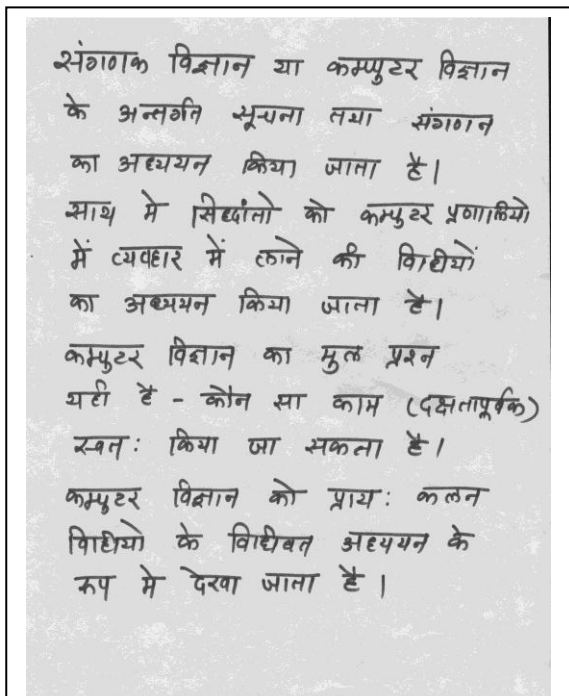 संगणक विज्ञान या कम्प्युटर विज्ञान
के अन्तर्गत सूचना तथा संगणन
का अध्ययन किया जाता है।
साथ मे सिध्दांतो को कम्पुटर प्रणालियो
में व्यवहार में लाने की विधीयों
का अध्ययन किया जाता है।
कम्पुटर विज्ञान का मुल प्रश्न
यही है - कौन सा काम (दक्षतापूर्वक)
स्वत: किया जा सकता है।
कम्पुटर विज्ञान को प्राय: कलन
विधियो के विधीवत अध्ययन के
रूप मे देखा जाता है।